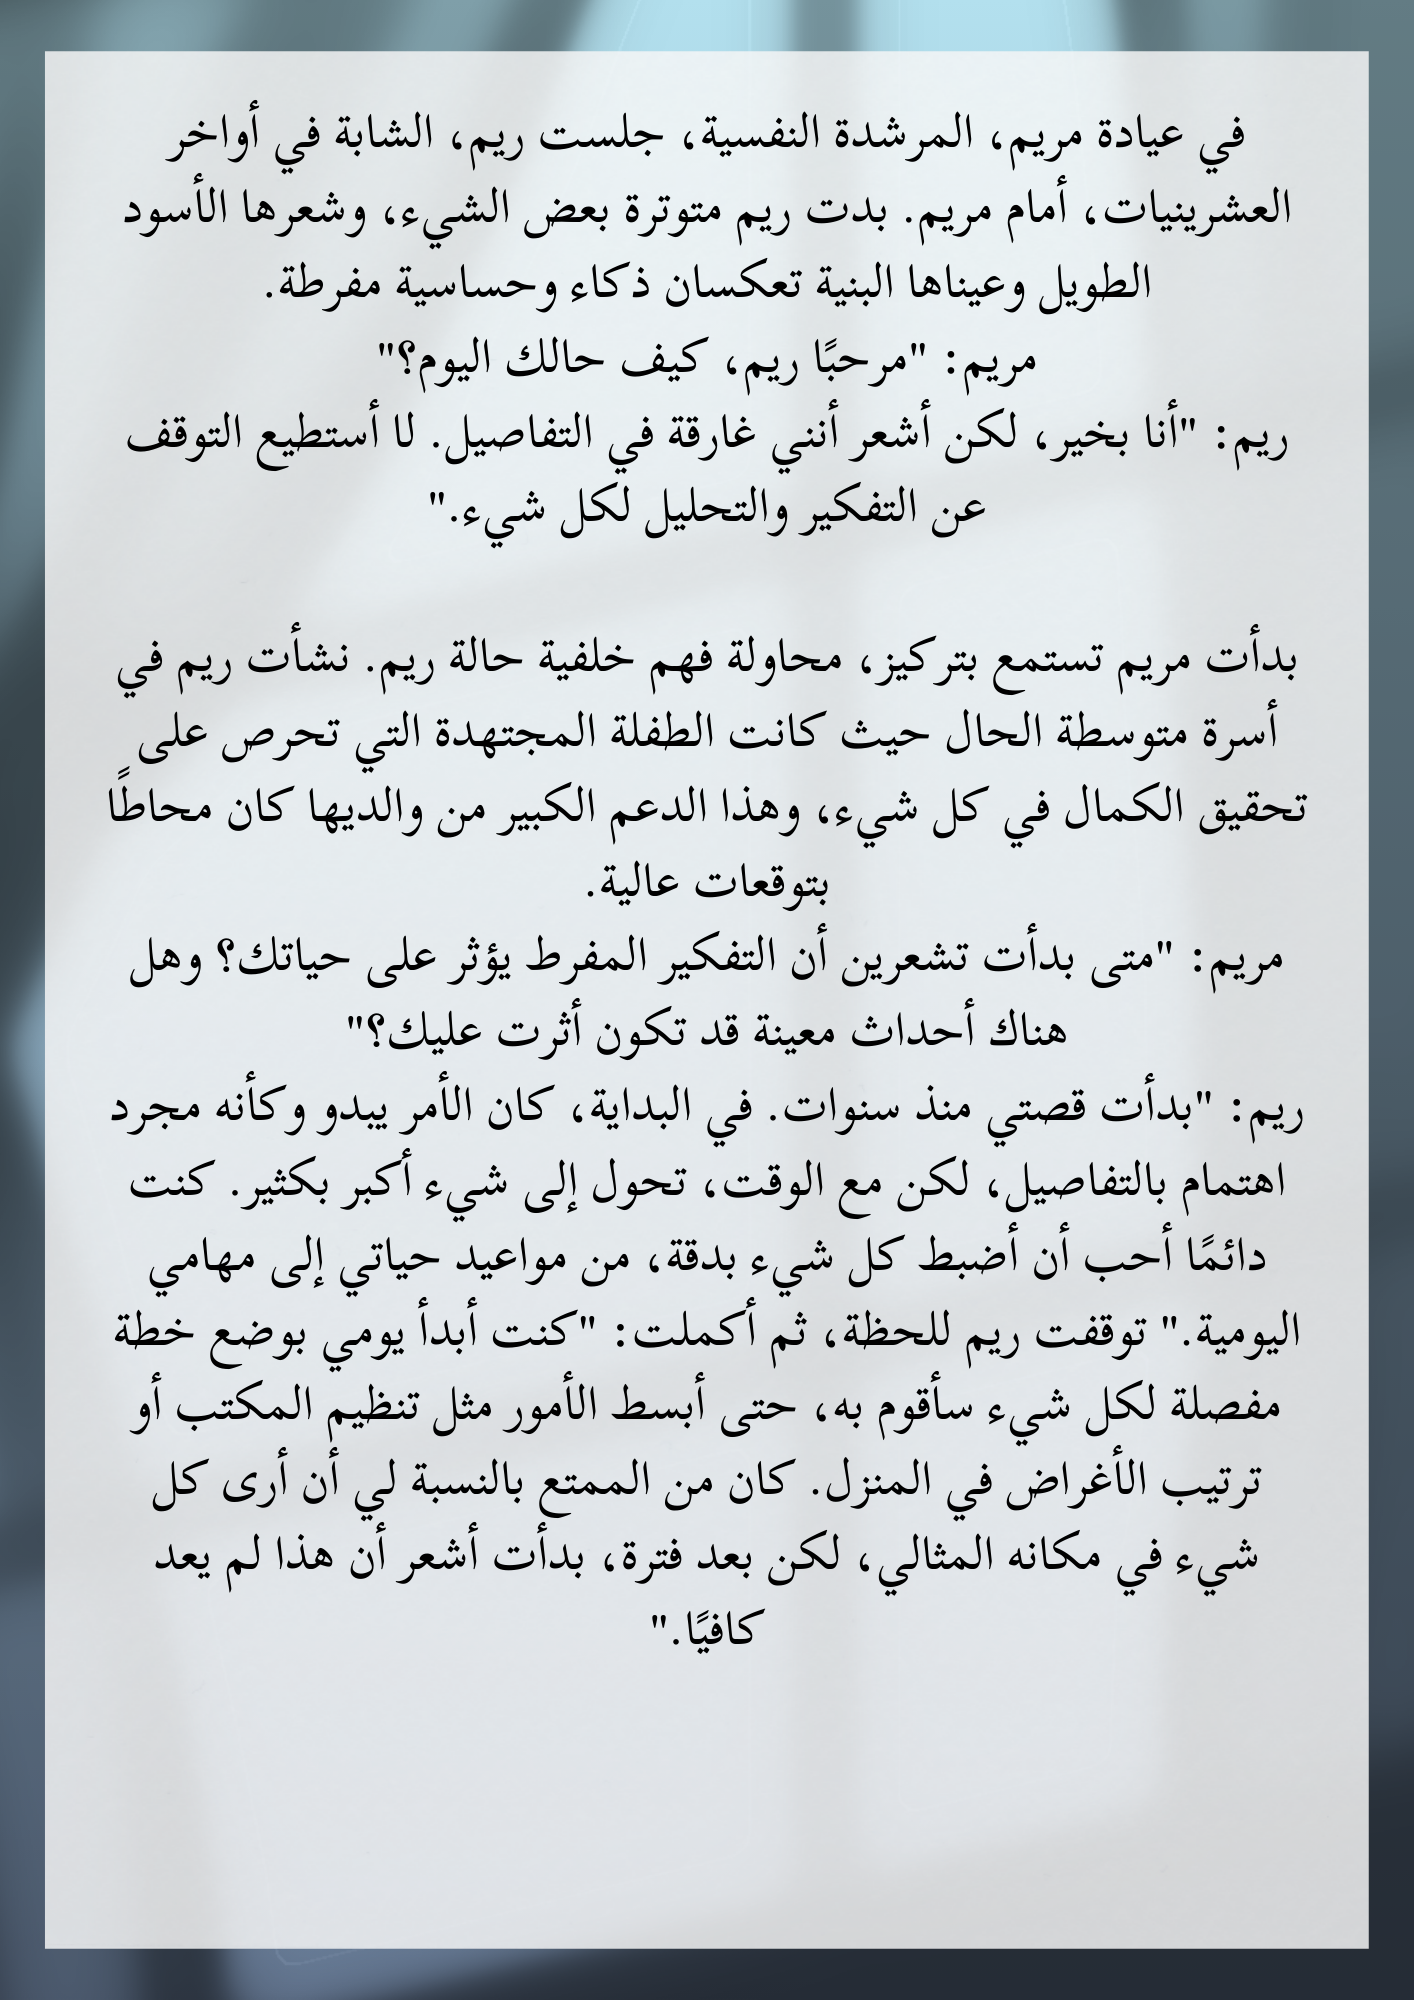 في عيادة مريم، المرشدة النفسية، جلست ريم، الشابة في أواخر
العشرينيات، أمام مريم. بدت ريم متوترة بعض الشيء، وشعرها الأسود
الطويل وعيناها البنية تعكسان ذكاء وحساسية مفرطة.
مريم: "مرحبًا ريم، كيف حالك اليوم؟"
ريم: "أنا بخير، لكن أشعر أنني غارقة في التفاصيل. لا أستطيع التوقف
عن التفكير والتحليل لكل شيء."
بدأت مريم تستمع بتركيز، محاولة فهم خلفية حالة ريم. نشأت ريم في
أسرة متوسطة الحال حيث كانت الطفلة المجتهدة التي تحرص على
تحقيق الكمال في كل شيء، وهذا الدعم الكبير من والديها كان محاطًا
بتوقعات عالية.
مريم: "متى بدأت تشعرين أن التفكير المفرط يؤثر على حياتك؟ وهل
هناك أحداث معينة قد تكون أثرت عليك؟"
ريم: "بدأت قصتي منذ سنوات. في البداية، كان الأمر يبدو وكأنه مجرد
اهتمام بالتفاصيل، لكن مع الوقت، تحول إلى شيء أكبر بكثير. كنت
دائمًا أحب أن أضبط كل شيء بدقة، من مواعيد حياتي إلى مهامي
اليومية." توقفت ريم للحظة، ثم أكملت: "كنت أبدأ يومي بوضع خطة
مفصلة لكل شيء سأقوم به، حتى أبسط الأمور مثل تنظيم المكتب أو
ترتيب الأغراض في المنزل. كان من الممتع بالنسبة لي أن أرى كل
شيء في مكانه المثالي، لكن بعد فترة، بدأت أشعر أن هذا لم يعد
كافيًا."